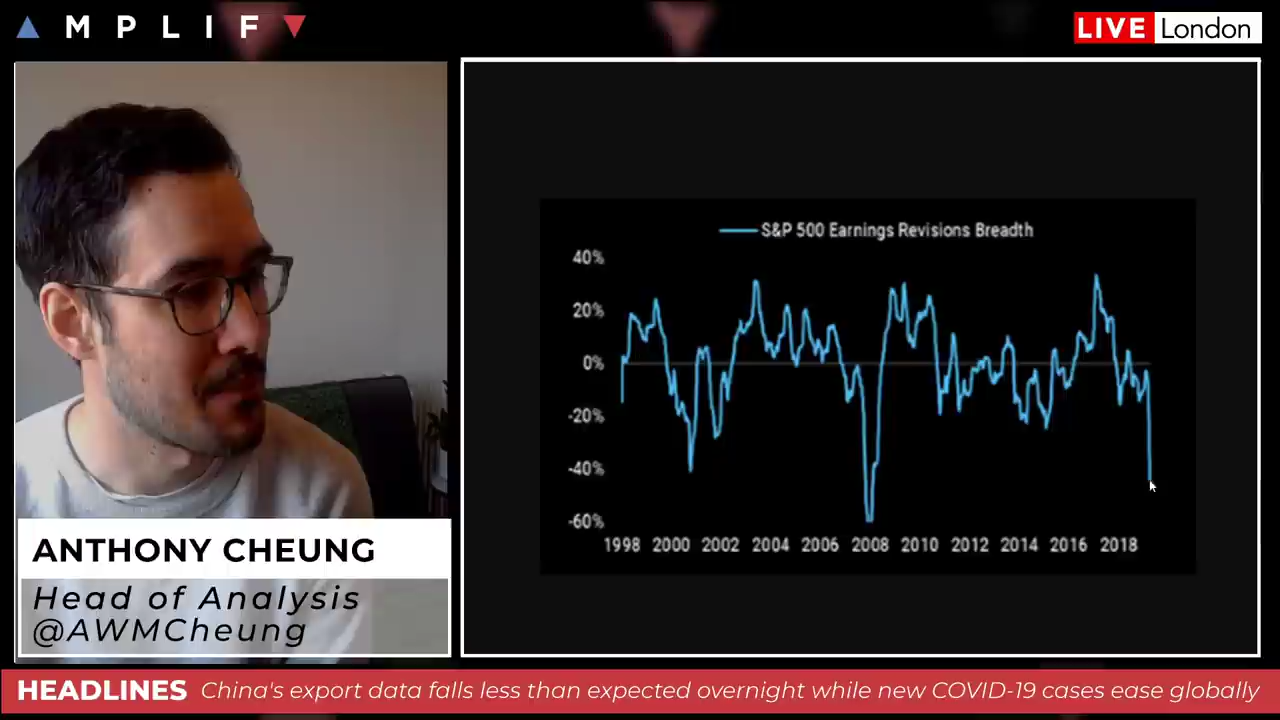 AMPLIFY
LIVE London
S&P 500 Earnings Revisions Breadth
40%
20%
0%
-20%
-40%
-60%
1998 2000 2002 2004 2006 2008 2010 2012 2014 2016 2018
ANTHONY CHEUNG
Head of Analysis
@AWMCheung
HEADLINES China's export data falls less than expected overnight while new COVID-19 cases ease globally